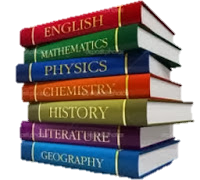 ENGLISH
MATHEMATICS
PHYSICS
CHEMISTRY
HISTORY
LITERATURE
GEOGRAPHY